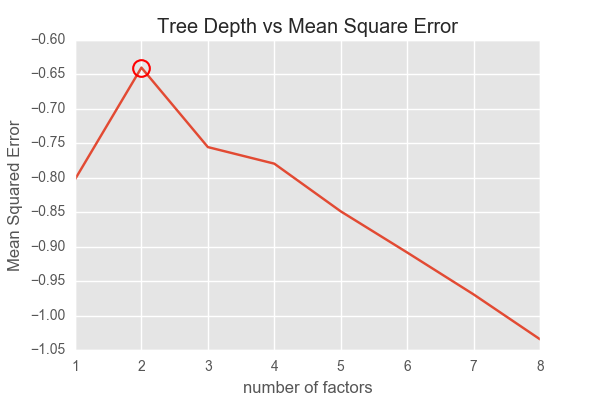 Tree Depth vs Mean Square Error
Mean Squared Error
−0.60
−0.65
−0.70
−0.75
−0.80
−0.85
−0.90
−0.95
−1.00
−1.05
1 2 3 4 5 6 7 8
number of factors